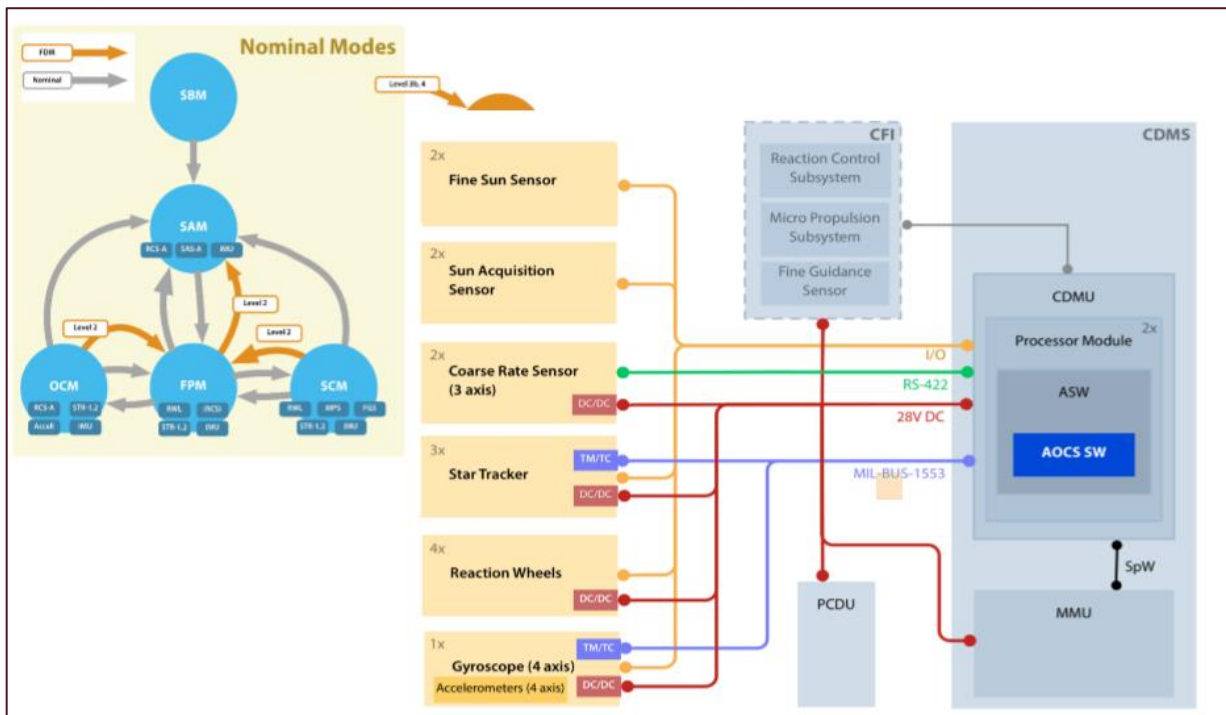 Nominal Modes
FDIR
Nominal
SBM
SAM
RCS-A
SAS-A
IMU
Level 2
Level 2
Level 2
OCM
RCS-A
STR-1,2
Accel
IMU
FPM
RWL
(RCS)
STR-1,2
IMU
SCM
RWL
MPS
FGS
STR-1,2
IMU
Level 3b, 4
2x
Fine Sun Sensor
2x
Sun Acquisition
Sensor
2x
Coarse Rate Sensor
(3 axis)
DC/DC
3x
TM/TC
Star Tracker
DC/DC
4x
Reaction Wheels
DC/DC
1x
TM/TC
Gyroscope (4 axis)
Accelerometers (4 axis)
DC/DC
CFI
Reaction Control
Subsystem
Micro Propulsion
Subsystem
Fine Guidance
Sensor
I/O
RS-422
28V DC
MIL-BUS-1553
PCDU
CDMS
CDMU
2x
Processor Module
ASW
AOCS SW
SpW
MMU